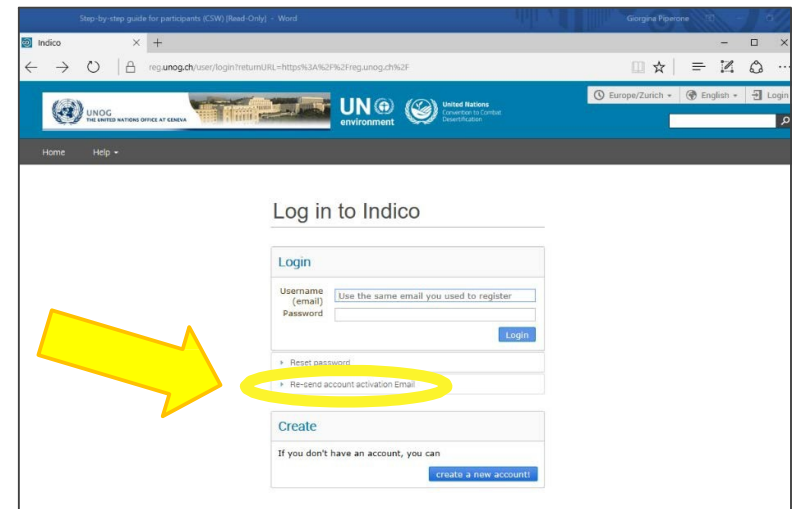 Step-by-step guide for participants (CSW) [Read-Only] - Word
Giorgina Piperone
Indico
reg.unog.ch/user/login?returnURL=https%3A%2F%2Freg.unog.ch%2F
Europe/Zurich
English
Login
UNOG
THE UNITED NATIONS OFFICE AT GENEVA
UN
environment
United Nations
Convention to Combat
Desertification
Home
Help
Log in to Indico
Login
Username
(email)
Use the same email you used to register
Password
Login
Reset password
Re-send account activation Email
Create
If you don't have an account, you can
create a new account!